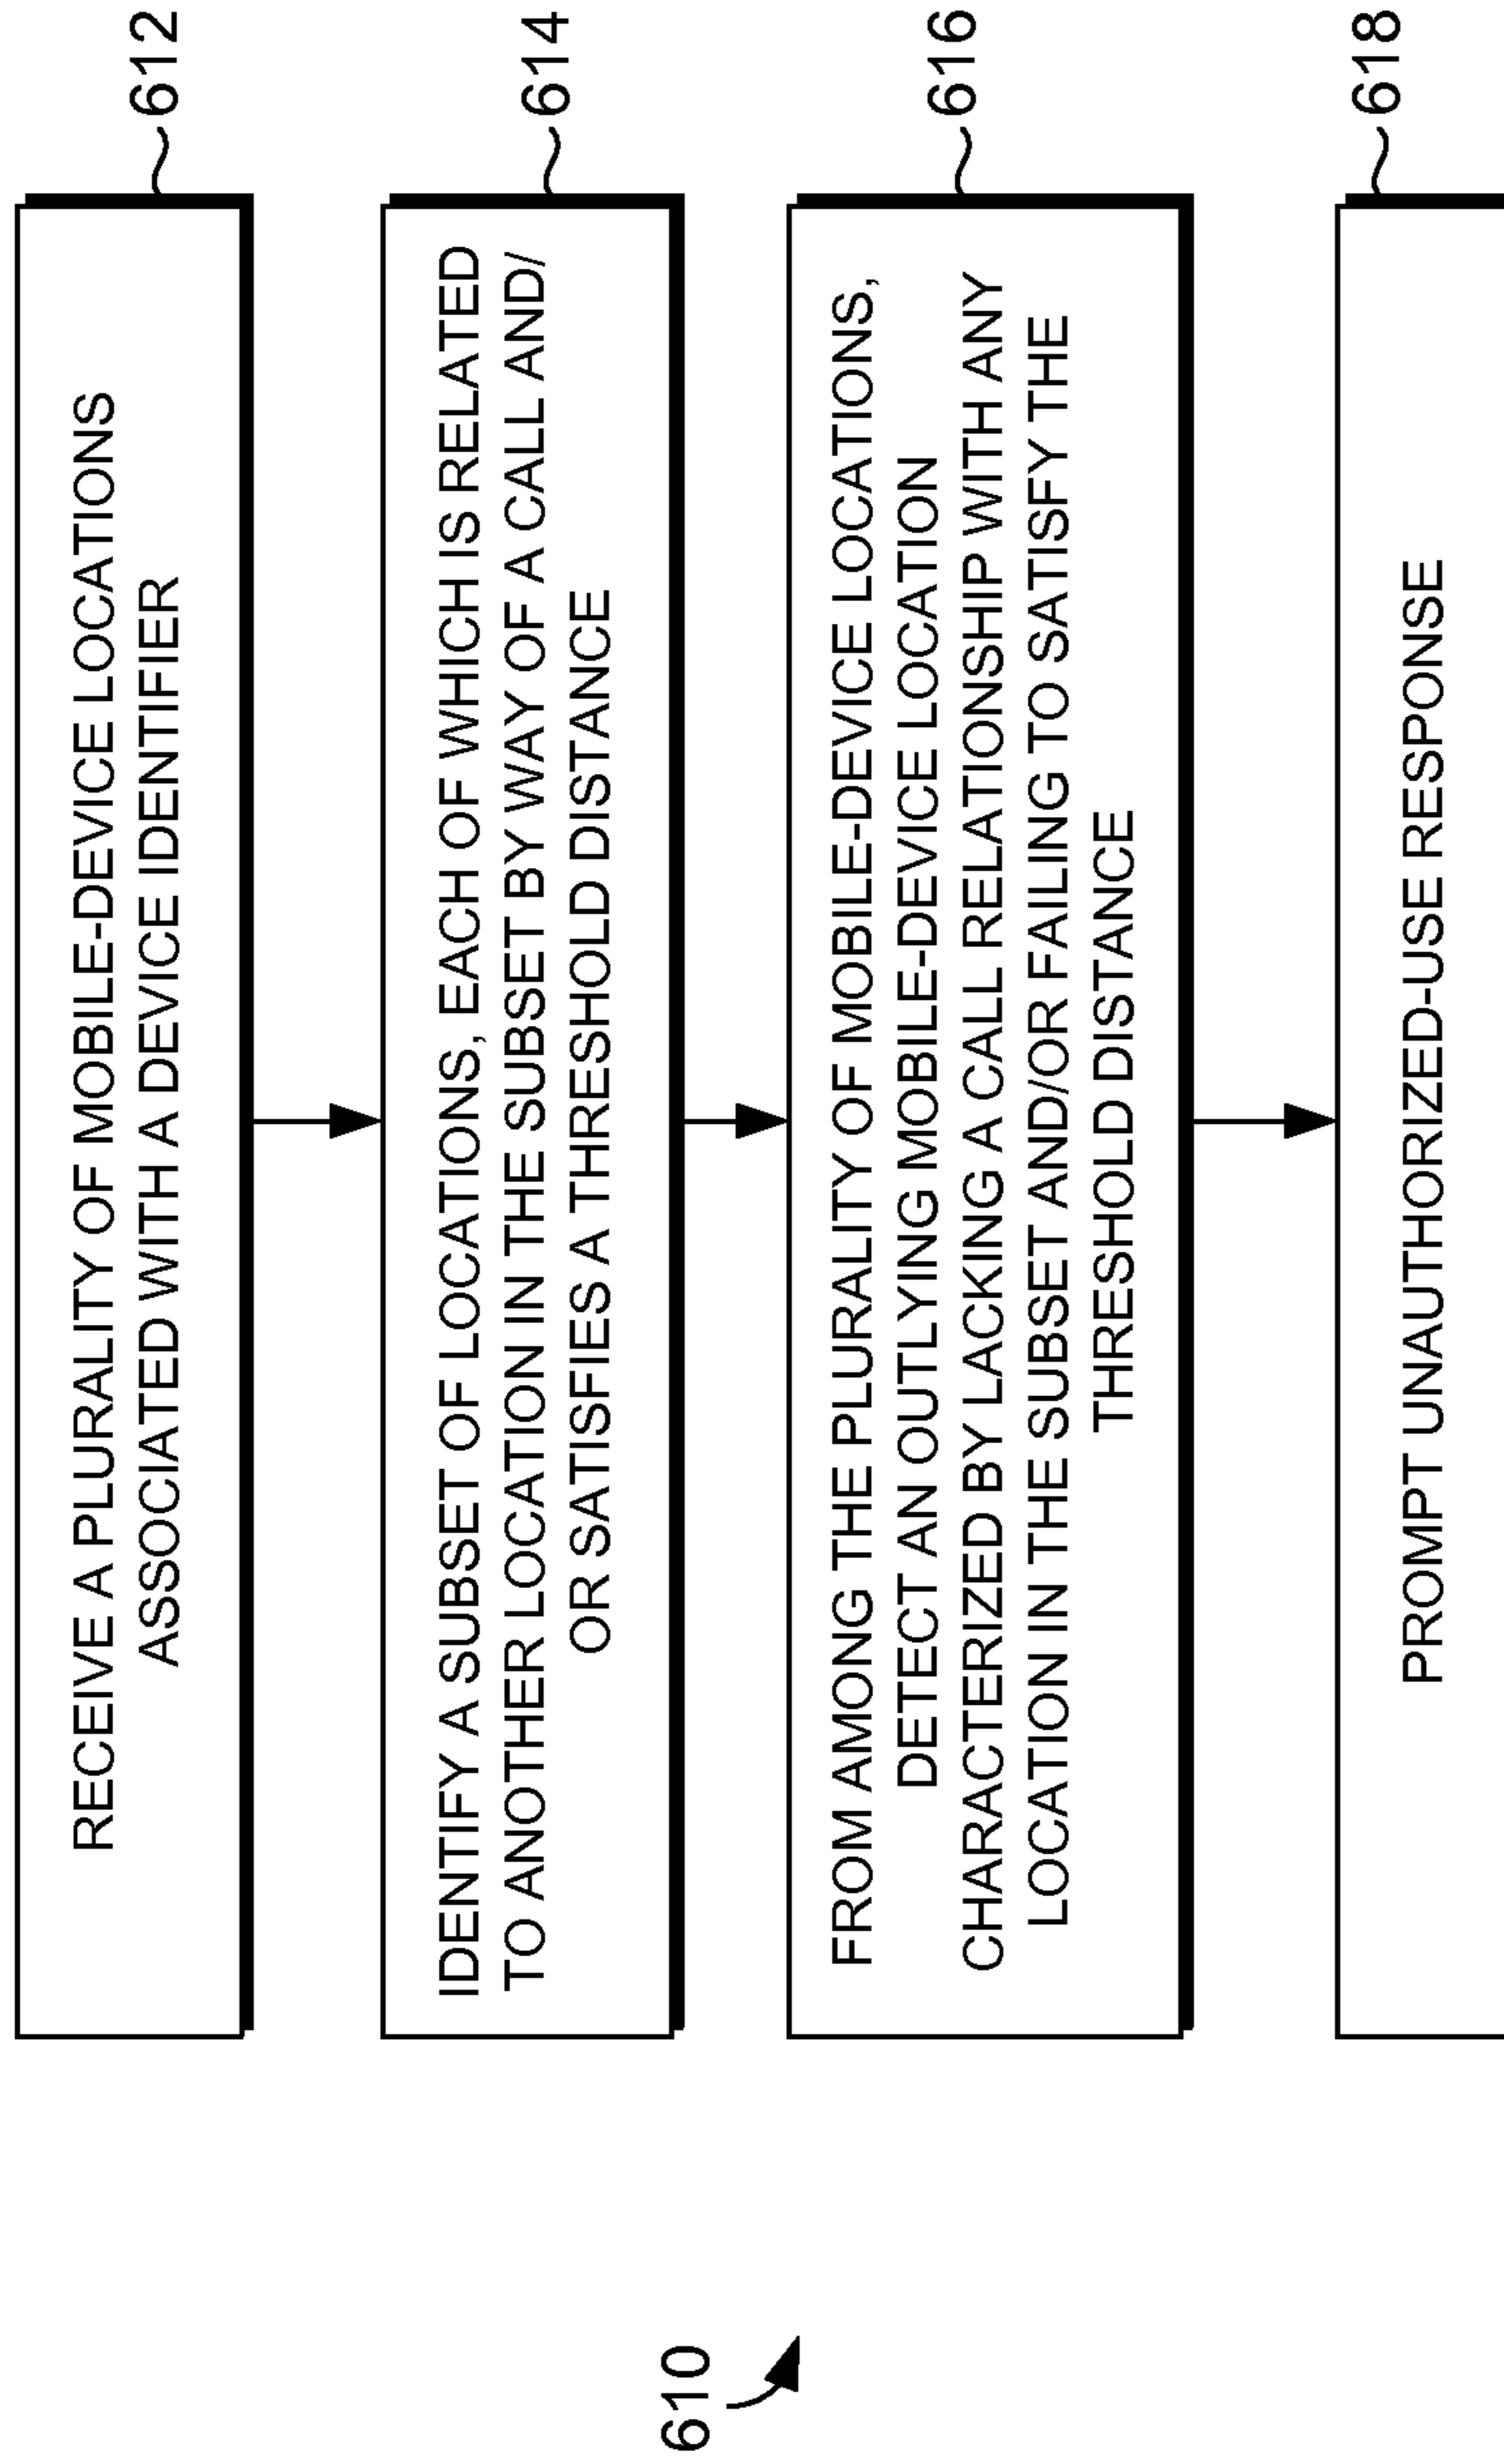 610
RECEIVE A PLURALITY OF MOBILE-DEVICE LOCATIONS
ASSOCIATED WITH A DEVICE IDENTIFIER
612
IDENTIFY A SUBSET OF LOCATIONS, EACH OF WHICH IS RELATED
TO ANOTHER LOCATION IN THE SUBSET BY WAY OF A CALL AND/
OR SATISFIES A THRESHOLD DISTANCE
614
FROM AMONG THE PLURALITY OF MOBILE-DEVICE LOCATIONS,
DETECT AN OUTLYING MOBILE-DEVICE LOCATION
CHARACTERIZED BY LACKING A CALL RELATIONSHIP WITH ANY
LOCATION IN THE SUBSET AND/OR FAILING TO SATISFY THE
THRESHOLD DISTANCE
616
PROMPT UNAUTHORIZED-USE RESPONSE
618